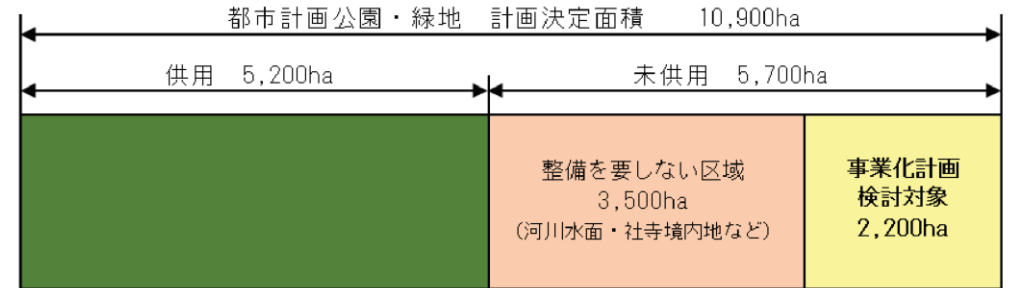 都市計画公園・緑地　計画決定面積　　10,900ha
供用　5,200ha
未供用　5,700ha
整備を要しない区域
3,500ha
（河川水面・社寺境内地など）
事業化計画
検討対象
2,200ha